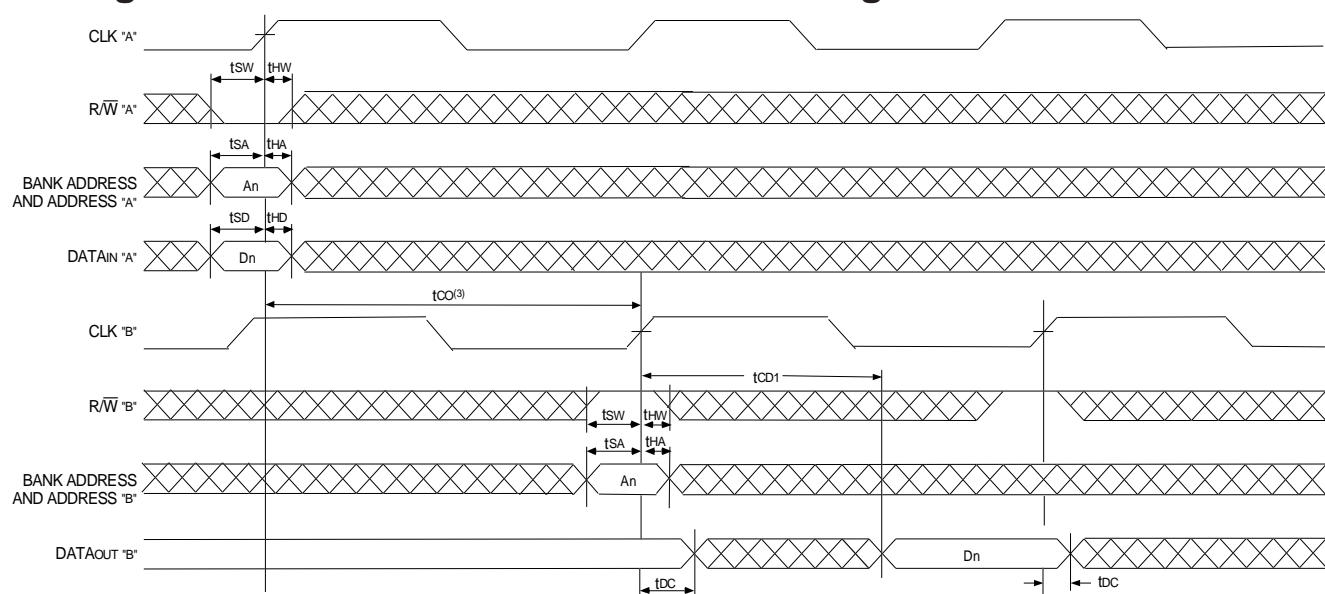 CLK "A"
tSW tHW
R/W̅ "A"
tSA tHA
BANK ADDRESS
AND ADDRESS "A"
An
tSD tHD
DATAIN "A"
Dn
tCO(3)
CLK "B"
tCD1
R/W̅ "B"
tSW tHW
tSA tHA
BANK ADDRESS
AND ADDRESS "B"
An
DATAOUT "B"
Dn
tDC
tDC